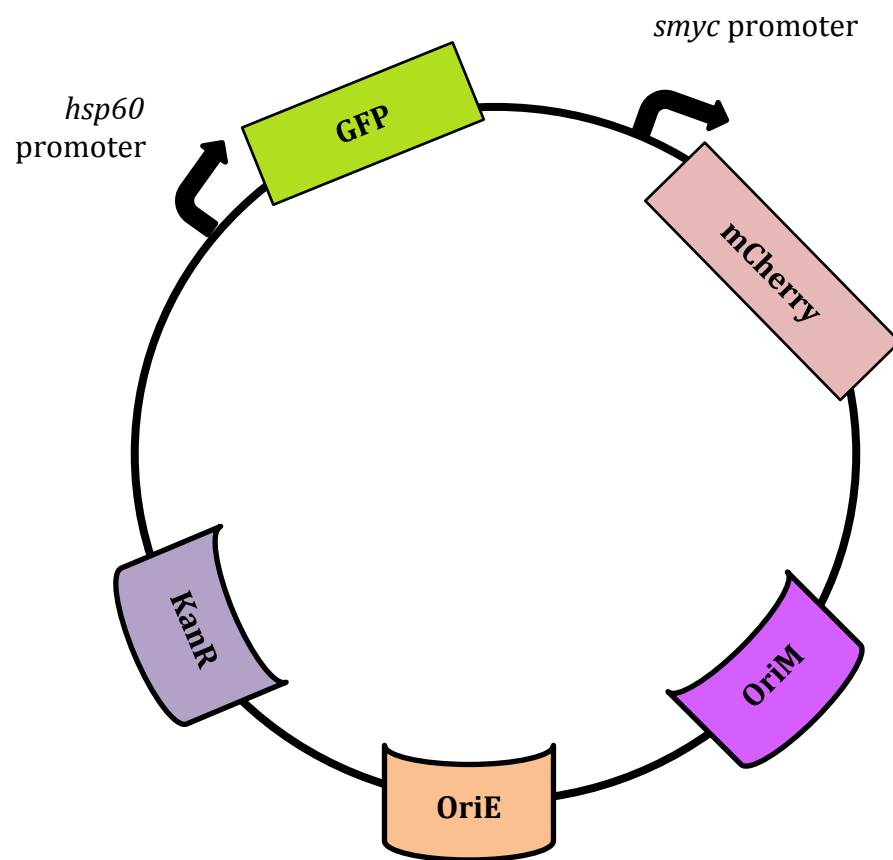 smyc promoter
hsp60
promoter
GFP
mCherry
KanR
OriM
OriE